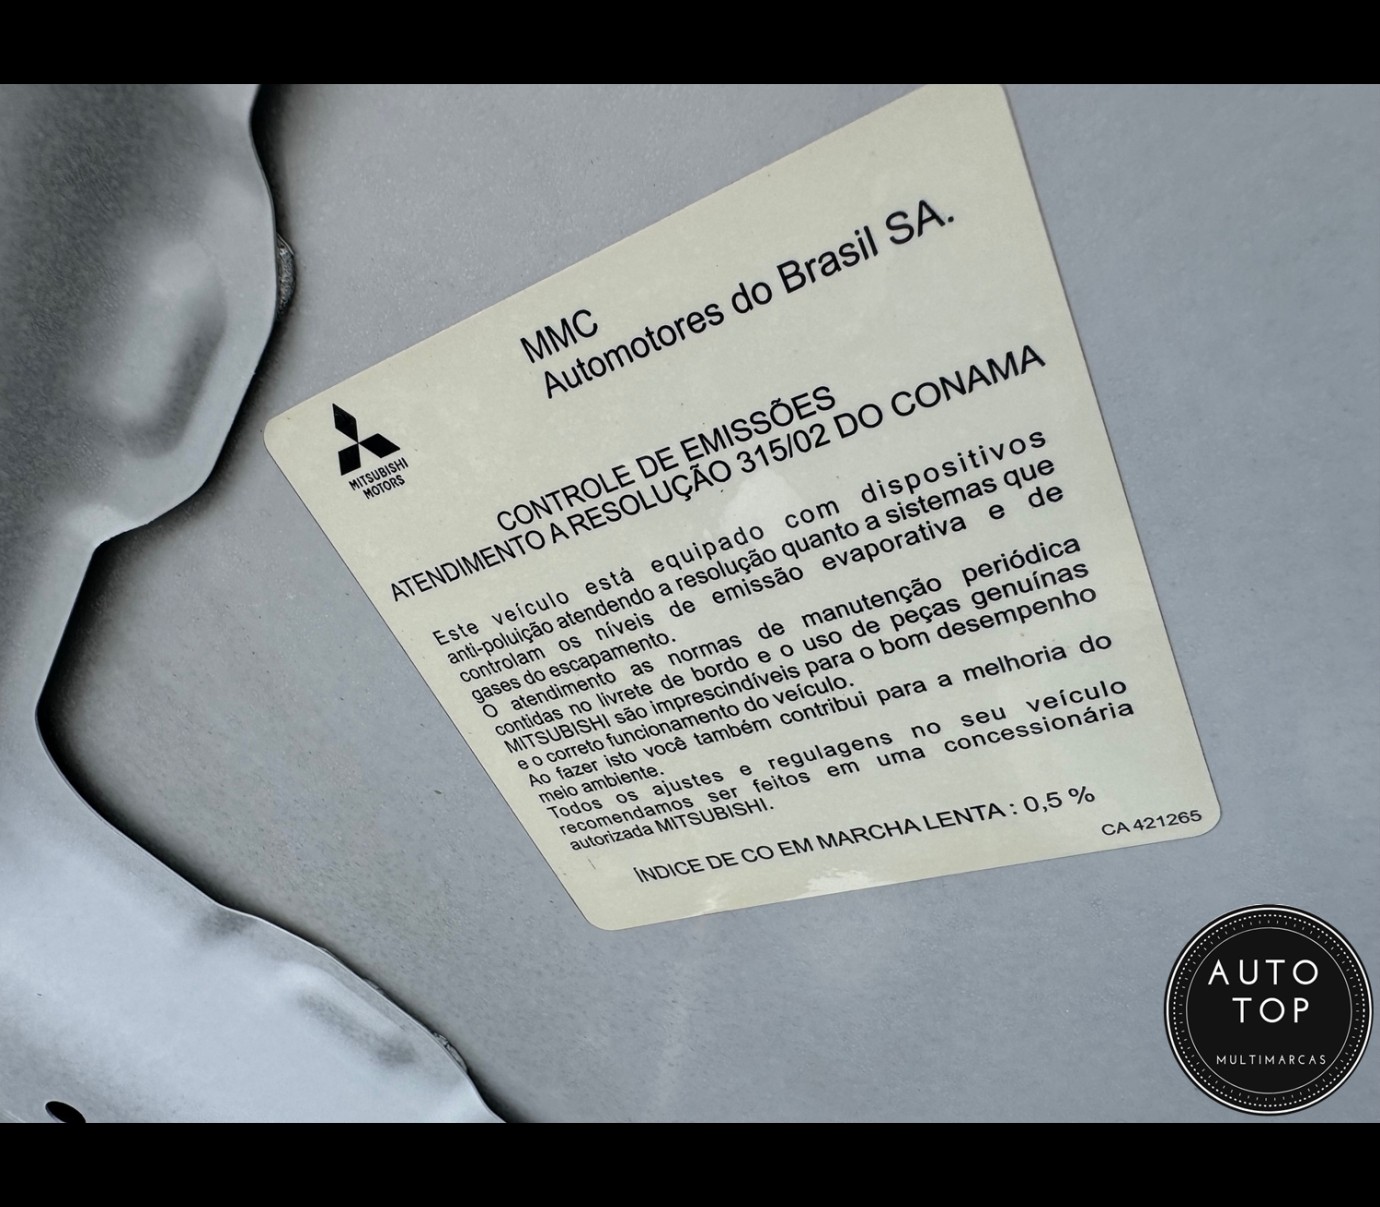 MMC
Automotores do Brasil SA.
MITSUBISHI
MOTORS
CONTROLE DE EMISSÕES
ATENDIMENTO A RESOLUÇÃO 315/02 DO CONAMA
Este veículo está equipado com dispositivos
anti-poluição atendendo a resolução quanto a sistemas que
controlam os níveis de emissão evaporativa e de
gases do escapamento.
O atendimento as normas de manutenção periódica
contidas no livrete de bordo e o uso de peças genuínas
MITSUBISHI são imprescindíveis para o bom desempenho
e o correto funcionamento do veículo.
Ao fazer isto você também contribui para a melhoria do
meio ambiente.
Todos os ajustes e regulagens no seu veículo
recomendamos ser feitos em uma concessionária
autorizada MITSUBISHI.
ÍNDICE DE CO EM MARCHA LENTA : 0,5 %
CA 421265
AUTO
TOP
MULTIMARCAS